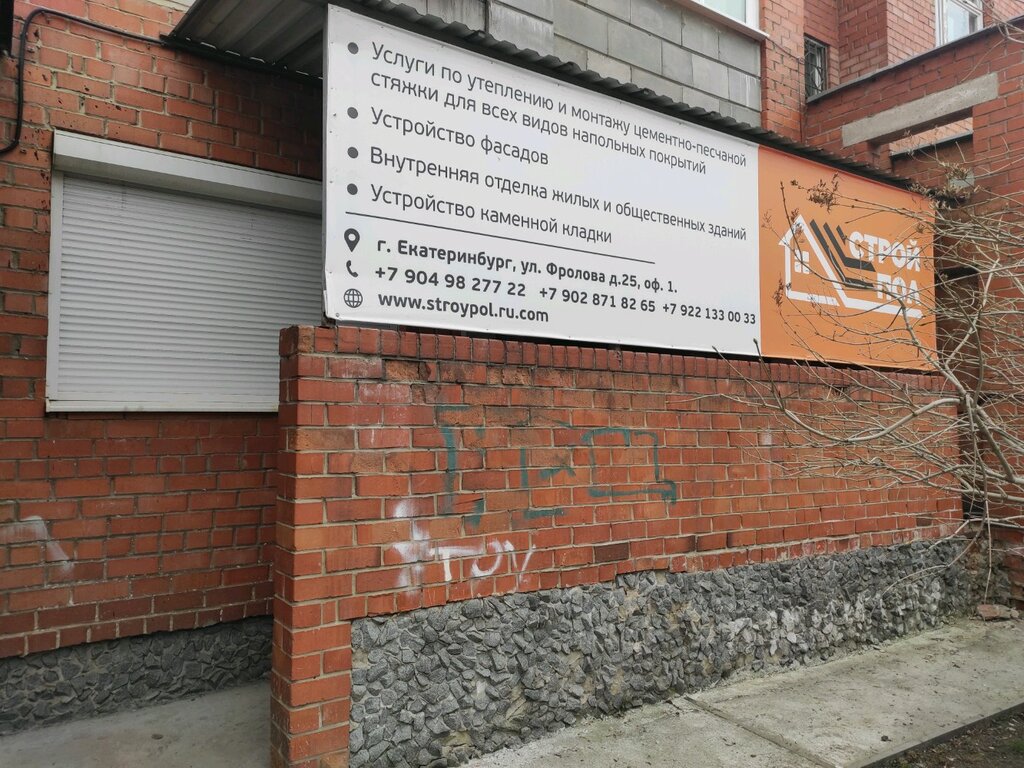 • Услуги по утеплению и монтажу цементно-песчаной
стяжки для всех видов напольных покрытий
• Устройство фасадов
• Внутренняя отделка жилых и общественных зданий
• Устройство каменной кладки
г. Екатеринбург, ул. Фролова д.25, оф. 1.
+7 904 98 277 22 +7 902 871 82 65 +7 922 133 00 33
www.stroypol.ru.com
СТРОЙ
ПОЛ